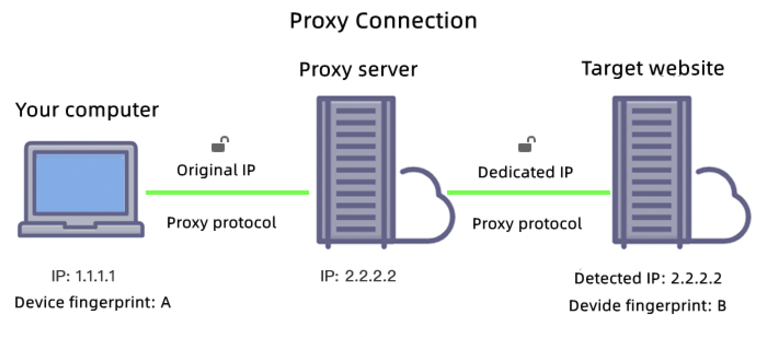 Proxy Connection
Proxy server
Target website
Your computer
Original IP
Dedicated IP
Proxy protocol
Proxy protocol
IP: 1.1.1.1
IP: 2.2.2.2
Detected IP: 2.2.2.2
Device fingerprint: A
Devide fingerprint: B